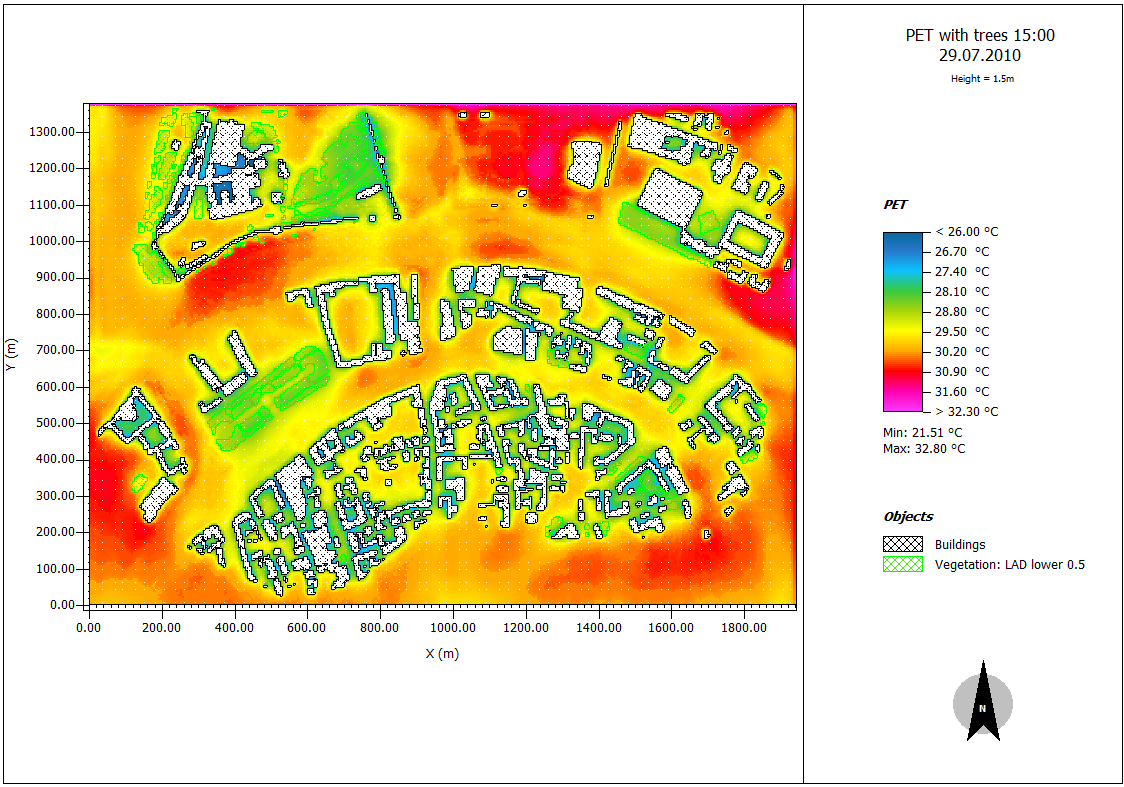 PET with trees 15:00
29.07.2010
Height = 1.5m
1300.00
1200.00
1100.00
1000.00
900.00
800.00
700.00
600.00
500.00
400.00
300.00
200.00
100.00
0.00
Y (m)
0.00 200.00 400.00 600.00 800.00 1000.00 1200.00 1400.00 1600.00 1800.00
X (m)
PET
< 26.00 °C
26.70 °C
27.40 °C
28.10 °C
28.80 °C
29.50 °C
30.20 °C
30.90 °C
31.60 °C
> 32.30 °C
Min: 21.51 °C
Max: 32.80 °C
Objects
Buildings
Vegetation: LAD lower 0.5
N